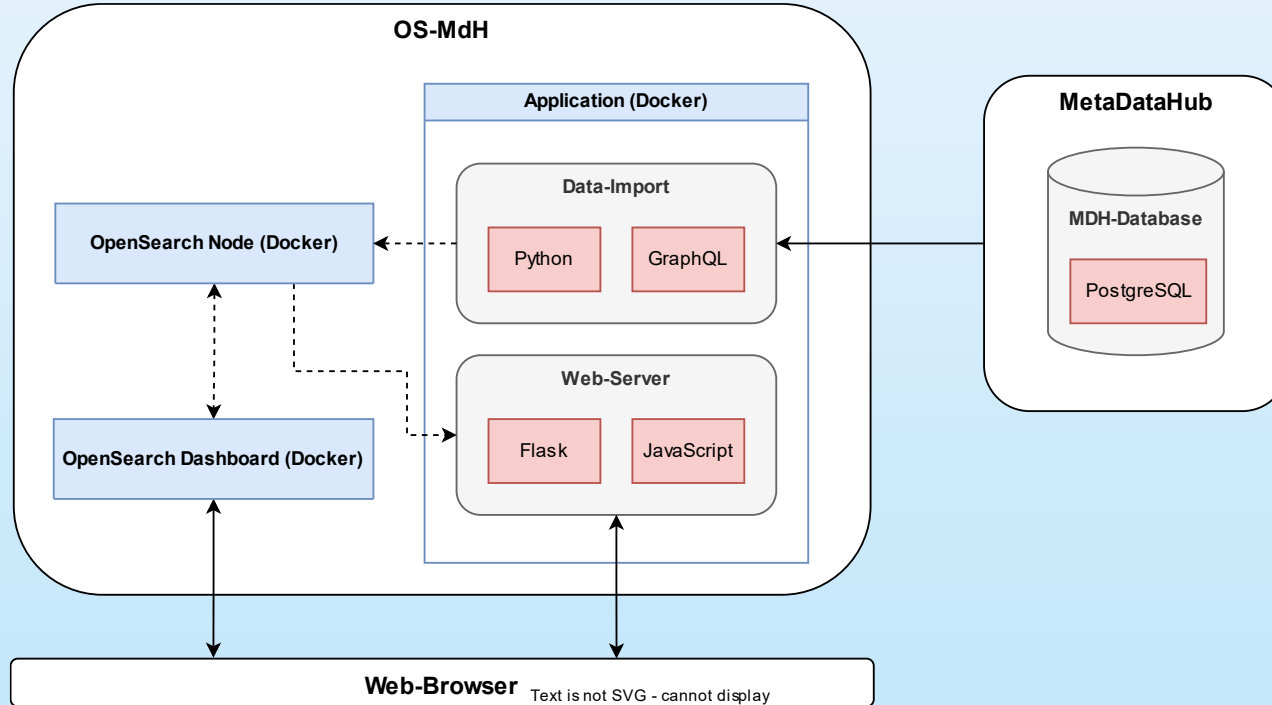 OS-MdH
Application (Docker)
MetaDataHub
Data-Import
MDH-Database
OpenSearch Node (Docker)
Python
GraphQL
PostgreSQL
Web-Server
OpenSearch Dashboard (Docker)
Flask
JavaScript
Web-Browser
Text is not SVG - cannot display